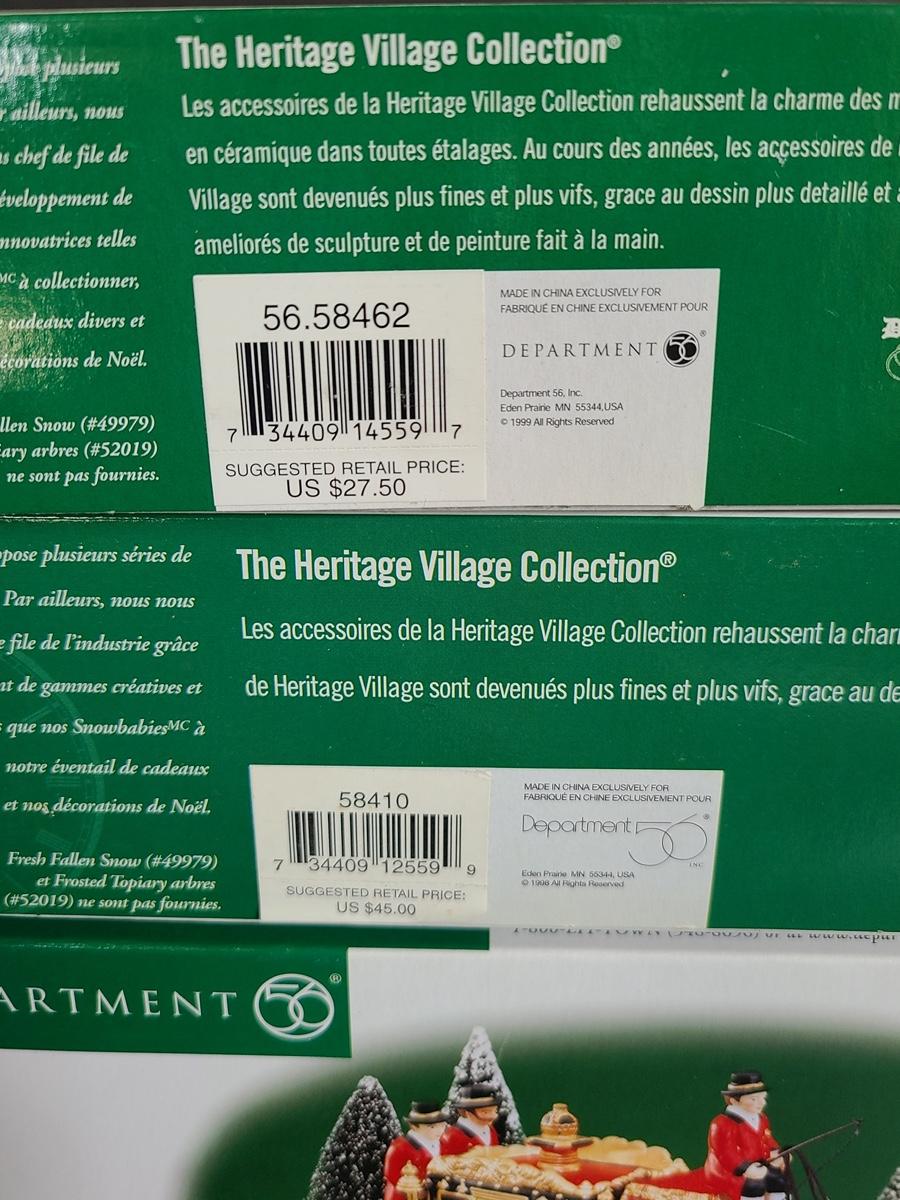 plusieurs
ailleurs, nous
chef de file de
développement de
innovatrices telles
MC à collectionner,
cadeaux divers et
décorations de Noël.
Fallen Snow (#49979)
arbres (#52019)
ne sont pas fournies.
The Heritage Village Collection®
Les accessoires de la Heritage Village Collection rehaussent la charme des m
en céramique dans toutes étalages. Au cours des années, les accessoires de
Village sont devenués plus fines et plus vifs, grace au dessin plus detaillé et
ameliorés de sculpture et de peinture fait à la main.
56.58462
7 34409 14559 7
SUGGESTED RETAIL PRICE:
US $27.50
MADE IN CHINA EXCLUSIVELY FOR
FABRIQUÉ EN CHINE EXCLUSIVEMENT POUR
DEPARTMENT 56®
Department 56, Inc.
Eden Prairie MN 55344,USA
© 1999 All Rights Reserved
pose plusieurs séries de
Par ailleurs, nous nous
file de l'industrie grâce
nt de gammes créatives et
que nos SnowbabiesMC à
notre éventail de cadeaux
et nos décorations de Noël.
Fresh Fallen Snow (#49979)
et Frosted Topiary arbres
(#52019) ne sont pas fournies.
The Heritage Village Collection®
Les accessoires de la Heritage Village Collection rehaussent la char
de Heritage Village sont devenués plus fines et plus vifs, grace au de
58410
7 34409 12559 9
SUGGESTED RETAIL PRICE:
US $45.00
MADE IN CHINA EXCLUSIVELY FOR
FABRIQUÉ EN CHINE EXCLUSIVEMENT POUR
Department 56®
INC
Eden Prairie MN 55344, USA
© 1998 All Rights Reserved
ARTMENT 56®